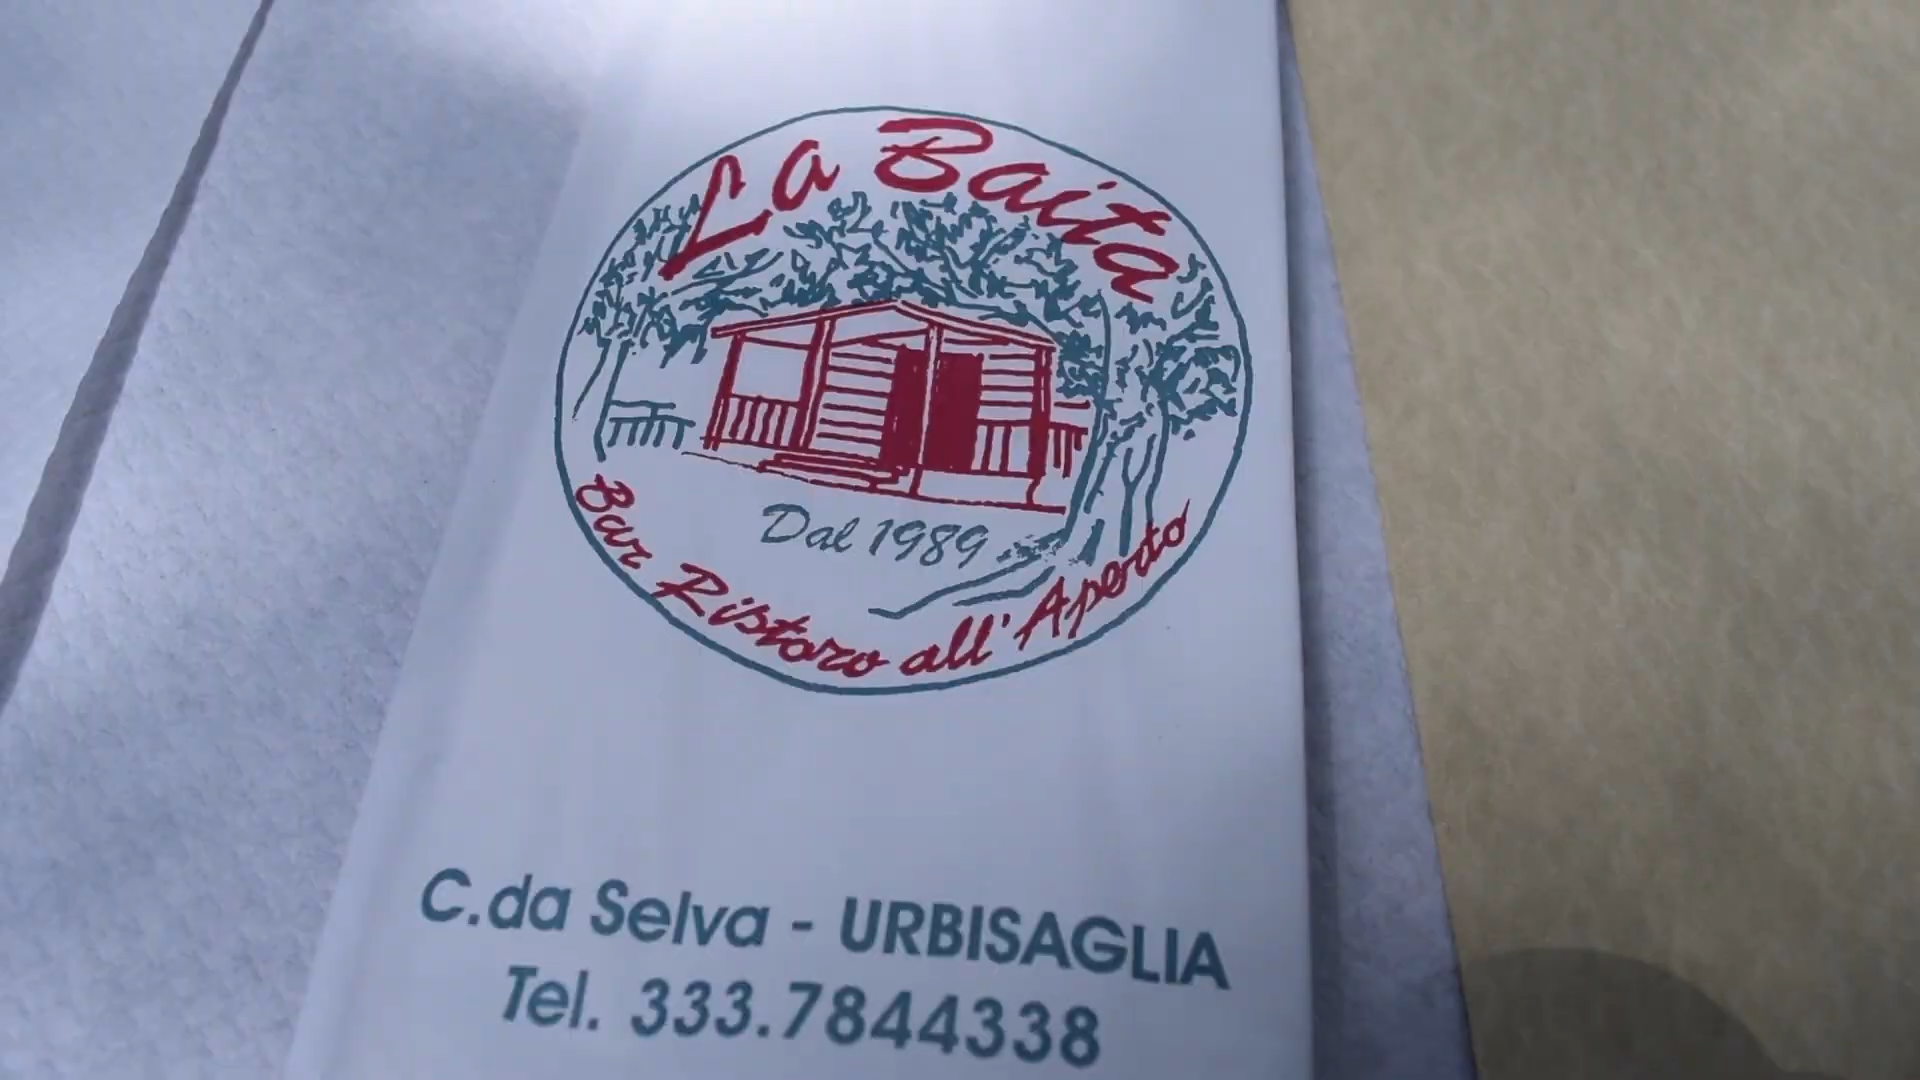 La Baita
Dal 1989
Bar Ristoro all'Aperto
C.da Selva - URBISAGLIA
Tel. 333.7844338